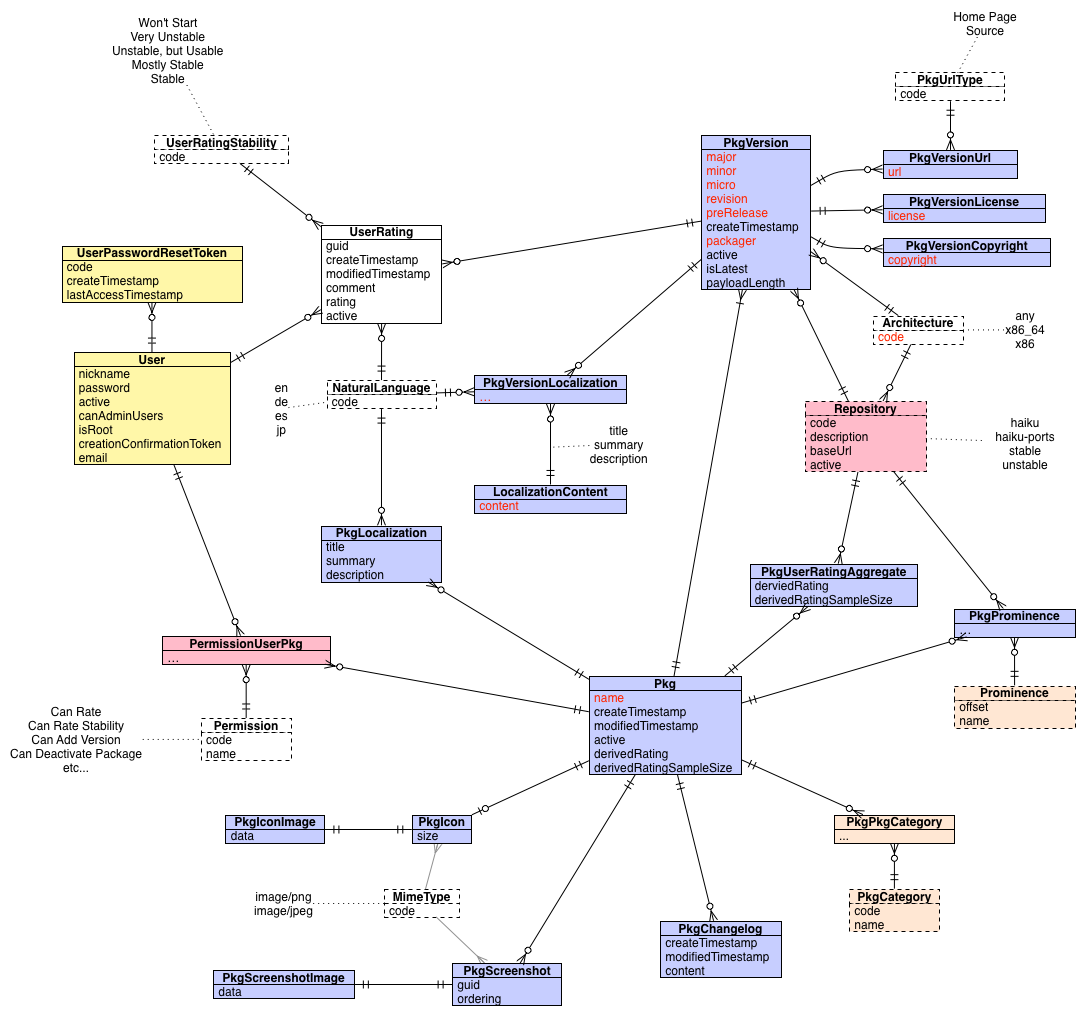 Won't Start
Very Unstable
Unstable, but Usable
Mostly Stable
Stable
Home Page
Source
PkgUrlType
code
UserRatingStability
code
PkgVersion
major
minor
micro
revision
preRelease
createTimestamp
packager
active
isLatest
payloadLength
PkgVersionUrl
url
PkgVersionLicense
license
PkgVersionCopyright
copyright
UserRating
guid
createTimestamp
modifiedTimestamp
comment
rating
active
UserPasswordResetToken
code
createTimestamp
lastAccessTimestamp
Architecture
code
any
x86_64
x86
User
nickname
password
active
canAdminUsers
isRoot
creationConfirmationToken
email
en
de
es
jp
NaturalLanguage
code
PkgVersionLocalization
...
title
summary
description
Repository
code
description
baseUrl
active
haiku
haiku-ports
stable
unstable
LocalizationContent
content
PkgLocalization
title
summary
description
PkgUserRatingAggregate
derviedRating
derivedRatingSampleSize
PkgProminence
...
PermissionUserPkg
...
Pkg
name
createTimestamp
modifiedTimestamp
active
derivedRating
derivedRatingSampleSize
Prominence
offset
name
Can Rate
Can Rate Stability
Can Add Version
Can Deactivate Package
etc...
Permission
code
name
PkgIconImage
data
PkgIcon
size
PkgPkgCategory
...
image/png
image/jpeg
MimeType
code
PkgCategory
code
name
PkgChangelog
createTimestamp
modifiedTimestamp
content
PkgScreenshotImage
data
PkgScreenshot
guid
ordering